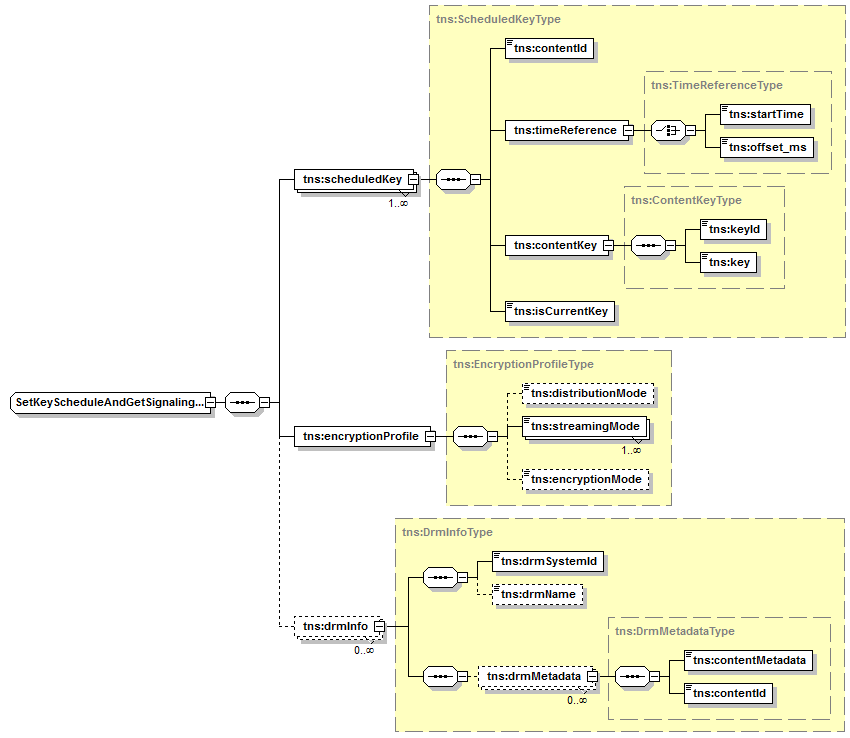 tns:ScheduledKeyType
tns:contentId
tns:TimeReferenceType
tns:startTime
tns:timeReference
tns:offset_ms
tns:scheduledKey
1..∞
tns:ContentKeyType
tns:keyId
tns:contentKey
tns:key
tns:isCurrentKey
tns:EncryptionProfileType
tns:distributionMode
SetKeyScheduleAndGetSignaling...
tns:streamingMode
tns:encryptionProfile
1..∞
tns:encryptionMode
tns:DrmInfoType
tns:drmSystemId
tns:drmName
tns:drmInfo
0..∞
tns:DrmMetadataType
tns:contentMetadata
tns:drmMetadata
0..∞
tns:contentId